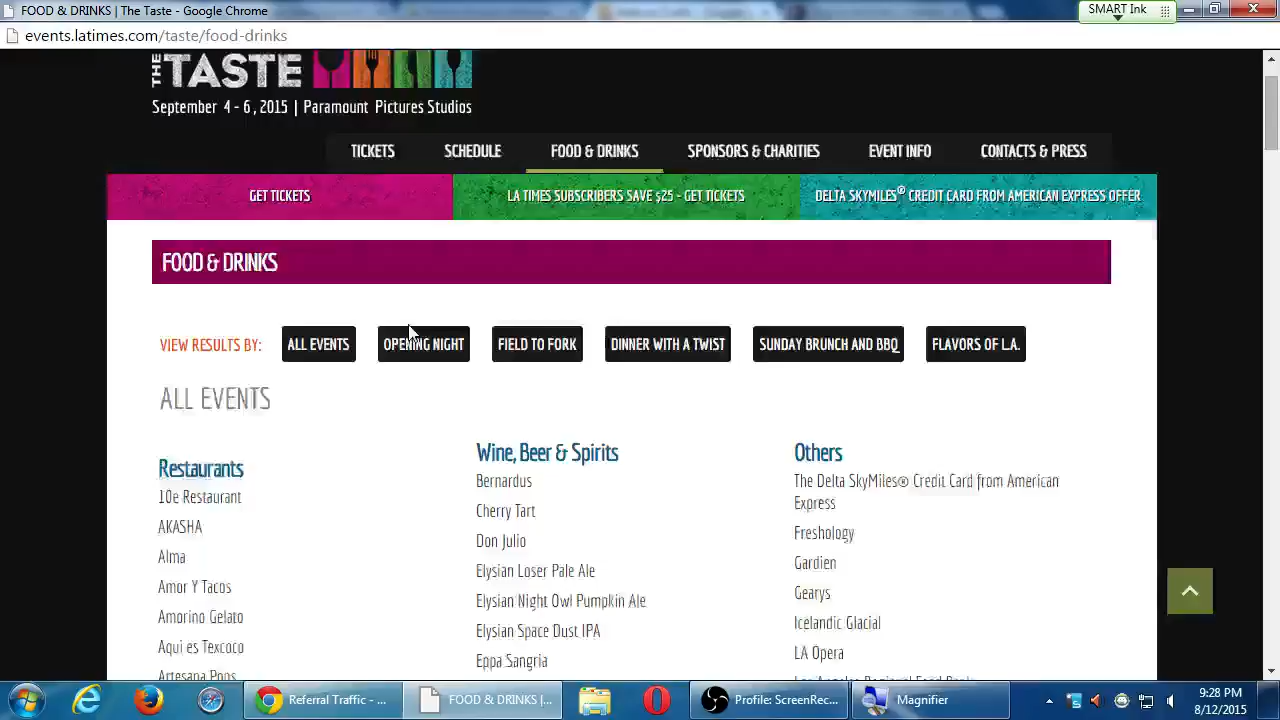 FOOD & DRINKS | The Taste - Google Chrome
SMART Ink
events.latimes.com/taste/food-drinks
THE TASTE
September 4 - 6, 2015 | Paramount Pictures Studios
TICKETS SCHEDULE FOOD & DRINKS SPONSORS & CHARITIES EVENT INFO CONTACTS & PRESS
GET TICKETS LA TIMES SUBSCRIBERS SAVE $25 - GET TICKETS DELTA SKYMILES® CREDIT CARD FROM AMERICAN EXPRESS OFFER
FOOD & DRINKS
VIEW RESULTS BY: ALL EVENTS OPENING NIGHT FIELD TO FORK DINNER WITH A TWIST SUNDAY BRUNCH AND BBQ FLAVORS OF L.A.
ALL EVENTS
Restaurants
10e Restaurant
AKASHA
Alma
Amor Y Tacos
Amorino Gelato
Aqui es Texcoco
Artesana Pops
Wine, Beer & Spirits
Bernardus
Cherry Tart
Don Julio
Elysian Loser Pale Ale
Elysian Night Owl Pumpkin Ale
Elysian Space Dust IPA
Eppa Sangria
Others
The Delta SkyMiles® Credit Card from American
Express
Freshology
Gardien
Gearys
Icelandic Glacial
LA Opera
Los Angeles Regional Food Bank
Referral Traffic - ... FOOD & DRINKS |... Profile: ScreenRec... Magnifier
9:28 PM
8/12/2015